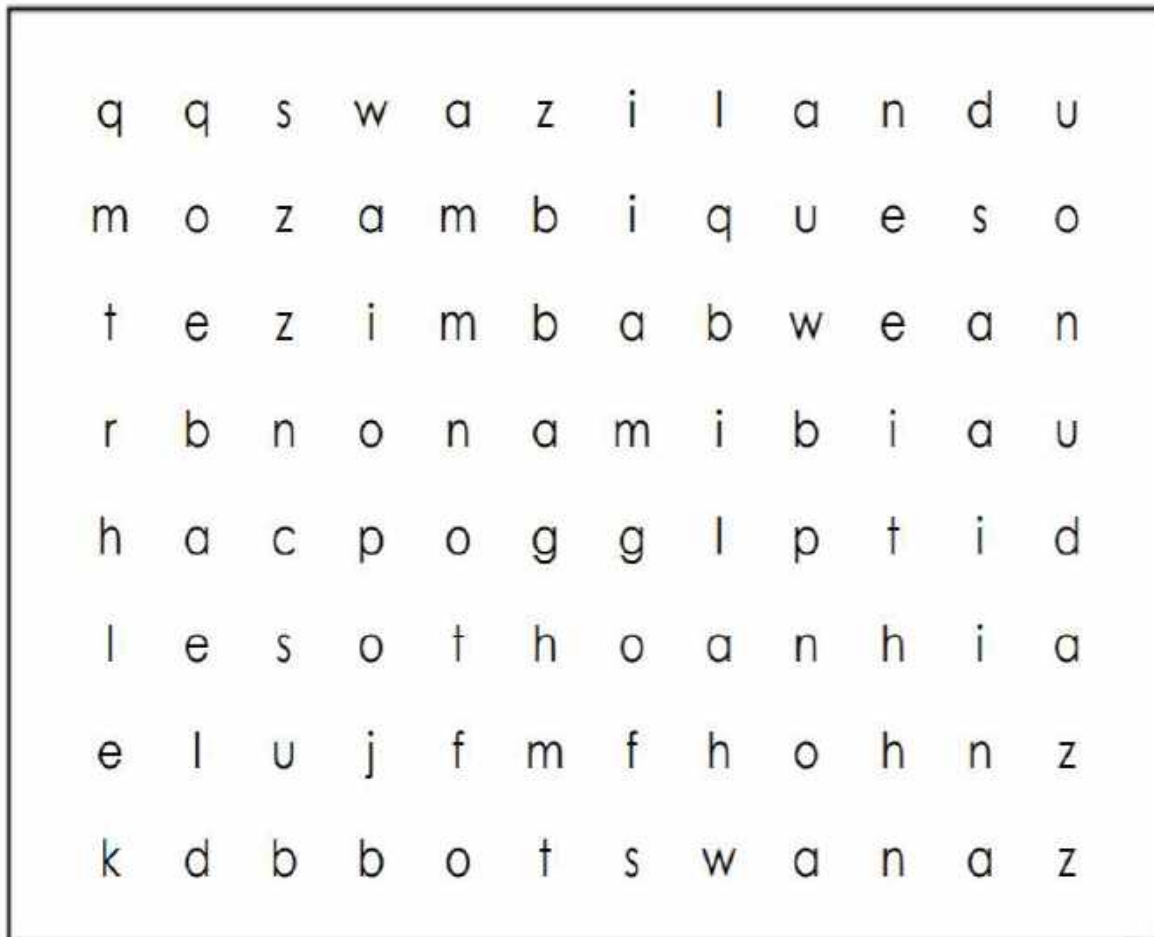 q q s w a z i l a n d u
m o z a m b i q u e s o
t e z i m b a b w e a n
r b n o n a m i b i a u
h a c p o g g l p t i d
l e s o t h o a n h i a
e l u j f m f h o h n z
k d b b o t s w a n a z